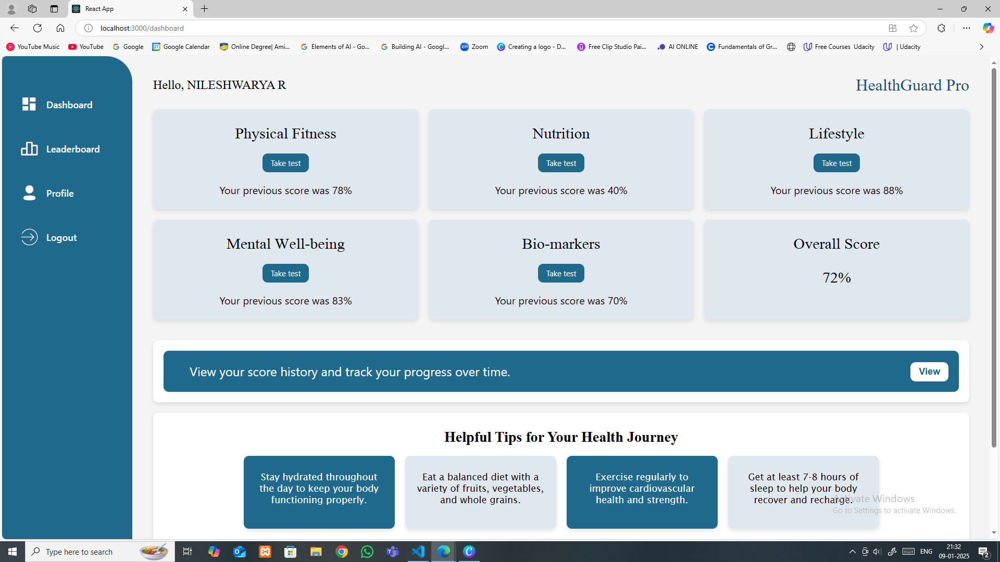 React App
localhost:3000/dashboard
YouTube Music
YouTube
Google
27
Google Calendar
Online Degree| Ami...
Elements of AI - Go...
Building AI - Googl...
zm
Zoom
Creating a logo - D...
Free Clip Studio Pai...
AI ONLINE
Fundamentals of Gr...
Free Courses Udacity
| Udacity
Dashboard
Leaderboard
Profile
Logout
Hello, NILESHWARYA R
HealthGuard Pro
Physical Fitness
Take test
Your previous score was 78%
Nutrition
Take test
Your previous score was 40%
Lifestyle
Take test
Your previous score was 88%
Mental Well-being
Take test
Your previous score was 83%
Bio-markers
Take test
Your previous score was 70%
Overall Score
72%
View your score history and track your progress over time.
View
Helpful Tips for Your Health Journey
Stay hydrated throughout
the day to keep your body
functioning properly.
Eat a balanced diet with a
variety of fruits, vegetables,
and whole grains.
Exercise regularly to
improve cardiovascular
health and strength.
Get at least 7-8 hours of
sleep to help your body
recover and recharge.
Activate Windows
Go to Settings to activate Windows.
Type here to search
ENG
21:32
09-01-2025
2